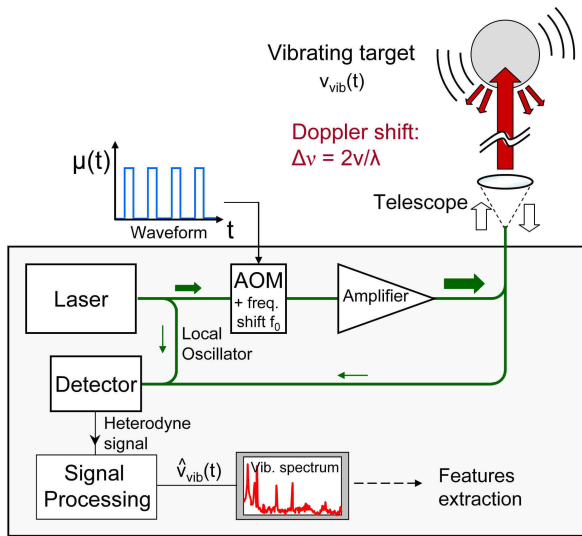 Vibrating target
v_vib(t)
Doppler shift:
Δν = 2v/λ
μ(t)
t
Waveform
Telescope
Laser
AOM
+ freq.
shift f₀
Amplifier
Local
Oscillator
Detector
Heterodyne
signal
Signal
Processing
v̂_vib(t)
Vib. spectrum
Features
extraction